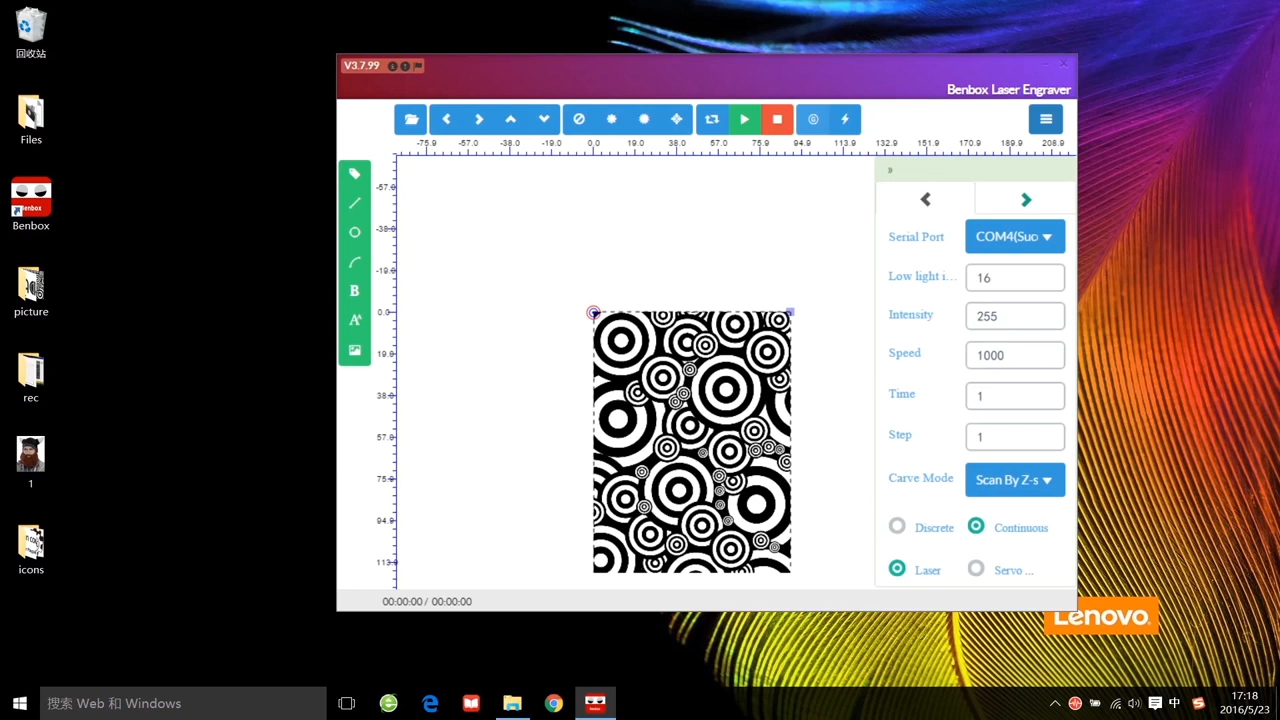 回收站
Files
Benbox
Benbox
picture
rec
1
icons
V3.7.99
Benbox Laser Engraver
-75.9 -57.0 -38.0 -19.0 0.0 19.0 38.0 57.0 75.9 94.9 113.9 132.9 151.9 170.9 189.9 208.9
-57.0
-38.0
-19.0
0.0
19.0
38.0
57.0
75.9
94.9
113.9
B
A
»
Serial Port COM4(Suc
Low light i... 16
Intensity 255
Speed 1000
Time 1
Step 1
Carve Mode Scan By Z-s
Discrete Continuous
Laser Servo ...
00:00:00 / 00:00:00
Lenovo
搜索 Web 和 Windows
中
17:18
2016/5/23